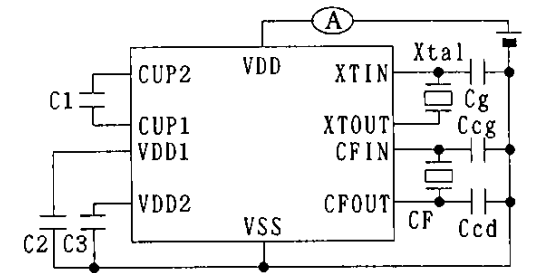 A
VDD
Xtal
CUP2
XTIN
C1
Cg
CUP1
XTOUT
Ccg
VDD1
CFIN
VDD2
CFOUT
CF
Ccd
VSS
C2
C3